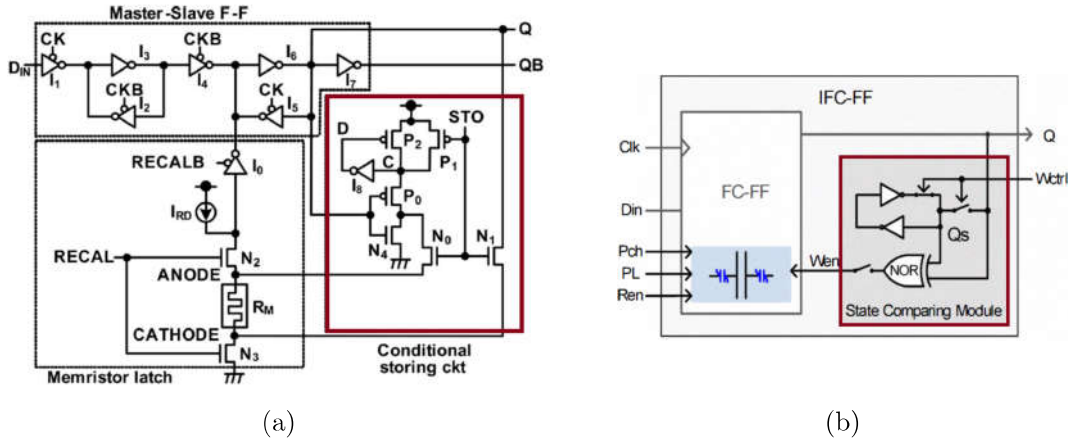 Master-Slave F-F
CK
CKB
I3
I6
Q
DIN
I1
I4
I7
QB
CKB
I2
CK
I5
D
P2
STO
P1
C
I8
RECALB
I0
IRD
P0
N4
N0
N1
RECAL
N2
ANODE
RM
CATHODE
N3
Memristor latch
Conditional
storing ckt
(a)
IFC-FF
Q
Clk
FC-FF
Wctrl
Din
Qs
Pch
Wen
NOR
PL
Ren
State Comparing Module
(b)